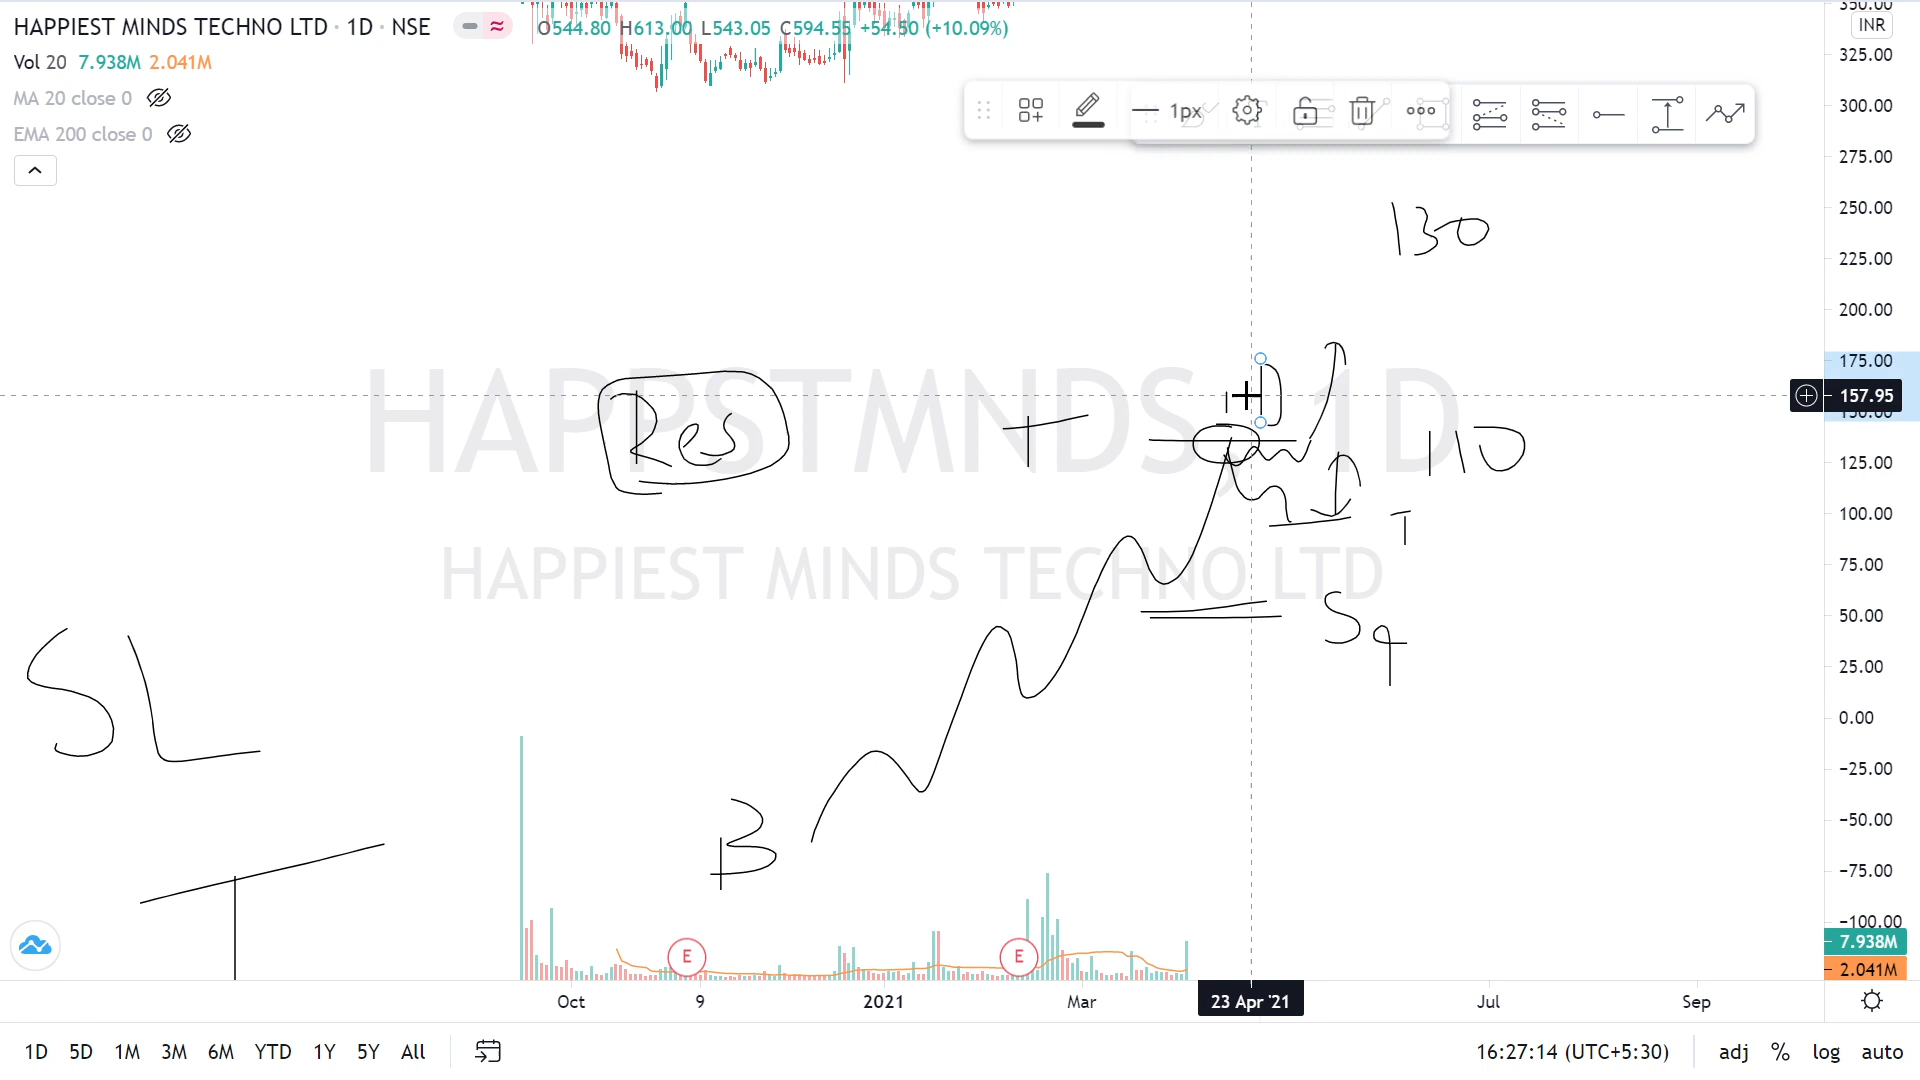 HAPPIEST MINDS TECHNO LTD · 1D · NSE
O544.80 H613.00 L543.05 C594.55 +54.50 (+10.09%)
Vol 20 7.938M 2.041M
MA 20 close 0
EMA 200 close 0
1px
INR
350.00
325.00
300.00
275.00
250.00
225.00
200.00
175.00
157.95
150.00
125.00
100.00
75.00
50.00
25.00
0.00
-25.00
-50.00
-75.00
-100.00
7.938M
2.041M
130
HAPPSTMNDS, 1D
HAPPIEST MINDS TECHNO LTD
Res
T
110
T
S9
SL
B
T
E
E
Oct
9
2021
Mar
23 Apr '21
Jul
Sep
1D 5D 1M 3M 6M YTD 1Y 5Y All
16:27:14 (UTC+5:30)
adj % log auto